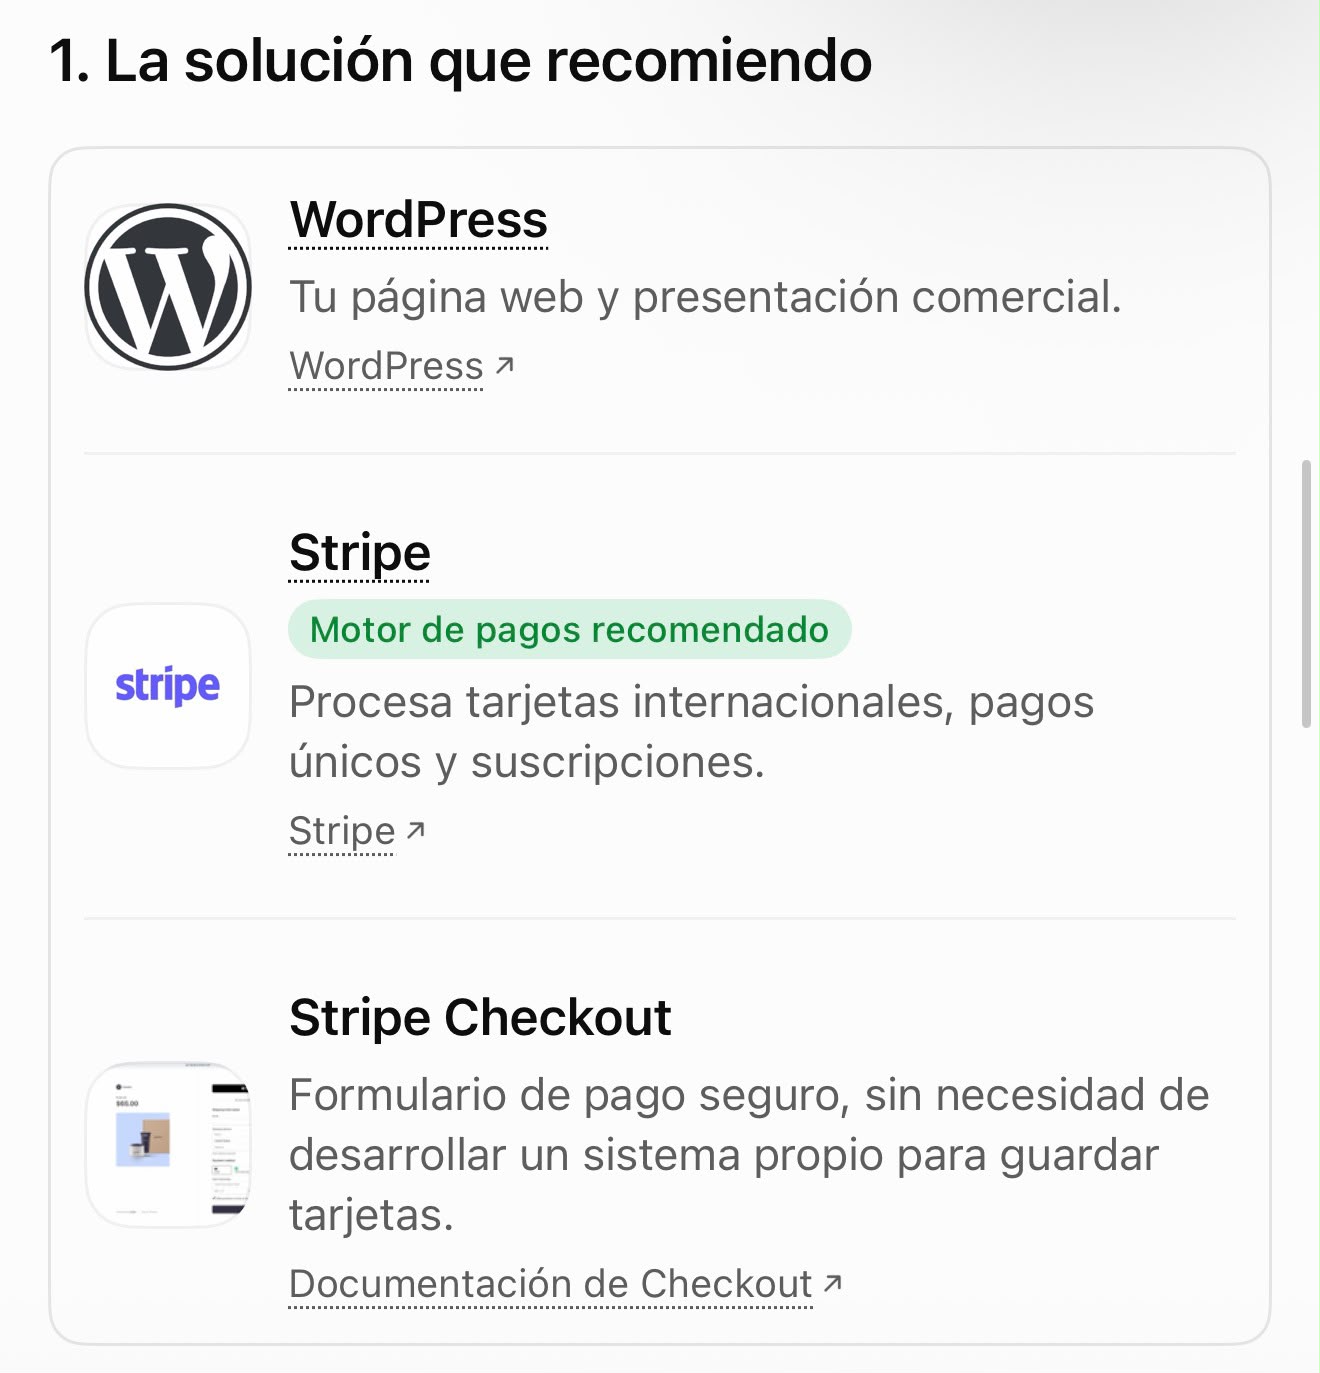 1. La solución que recomiendo
WordPress
Tu página web y presentación comercial.
WordPress ↗
Stripe
Motor de pagos recomendado
stripe
Procesa tarjetas internacionales, pagos
únicos y suscripciones.
Stripe ↗
Stripe Checkout
$65.00
Formulario de pago seguro, sin necesidad de
desarrollar un sistema propio para guardar
tarjetas.
Documentación de Checkout ↗